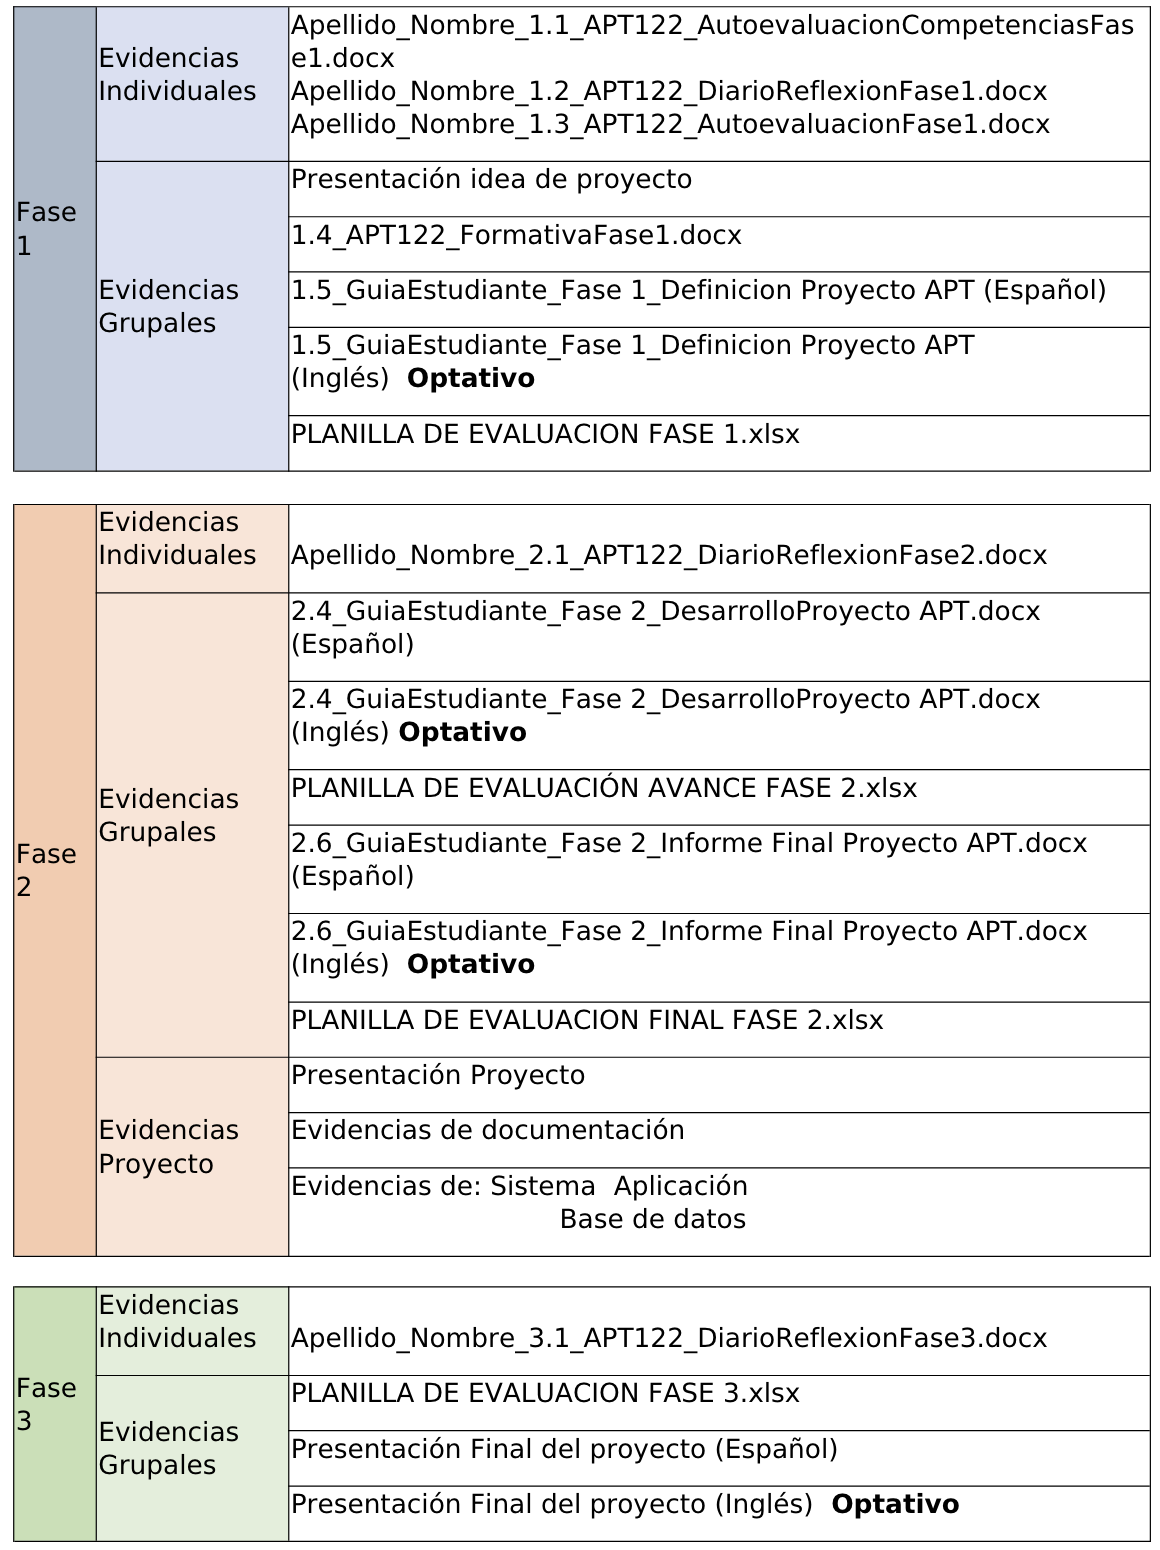 Fase
1
Evidencias
Individuales
Apellido_Nombre_1.1_APT122_AutoevaluacionCompetenciasFas
e1.docx
Apellido_Nombre_1.2_APT122_DiarioReflexionFase1.docx
Apellido_Nombre_1.3_APT122_AutoevaluacionFase1.docx
Evidencias
Grupales
Presentación idea de proyecto
1.4_APT122_FormativaFase1.docx
1.5_GuiaEstudiante_Fase 1_Definicion Proyecto APT (Español)
1.5_GuiaEstudiante_Fase 1_Definicion Proyecto APT
(Inglés)  Optativo
PLANILLA DE EVALUACION FASE 1.xlsx
Fase
2
Evidencias
Individuales
Apellido_Nombre_2.1_APT122_DiarioReflexionFase2.docx
Evidencias
Grupales
2.4_GuiaEstudiante_Fase 2_DesarrolloProyecto APT.docx
(Español)
2.4_GuiaEstudiante_Fase 2_DesarrolloProyecto APT.docx
(Inglés) Optativo
PLANILLA DE EVALUACIÓN AVANCE FASE 2.xlsx
2.6_GuiaEstudiante_Fase 2_Informe Final Proyecto APT.docx
(Español)
2.6_GuiaEstudiante_Fase 2_Informe Final Proyecto APT.docx
(Inglés)  Optativo
PLANILLA DE EVALUACION FINAL FASE 2.xlsx
Evidencias
Proyecto
Presentación Proyecto
Evidencias de documentación
Evidencias de: Sistema  Aplicación
Base de datos
Fase
3
Evidencias
Individuales
Apellido_Nombre_3.1_APT122_DiarioReflexionFase3.docx
Evidencias
Grupales
PLANILLA DE EVALUACION FASE 3.xlsx
Presentación Final del proyecto (Español)
Presentación Final del proyecto (Inglés)  Optativo